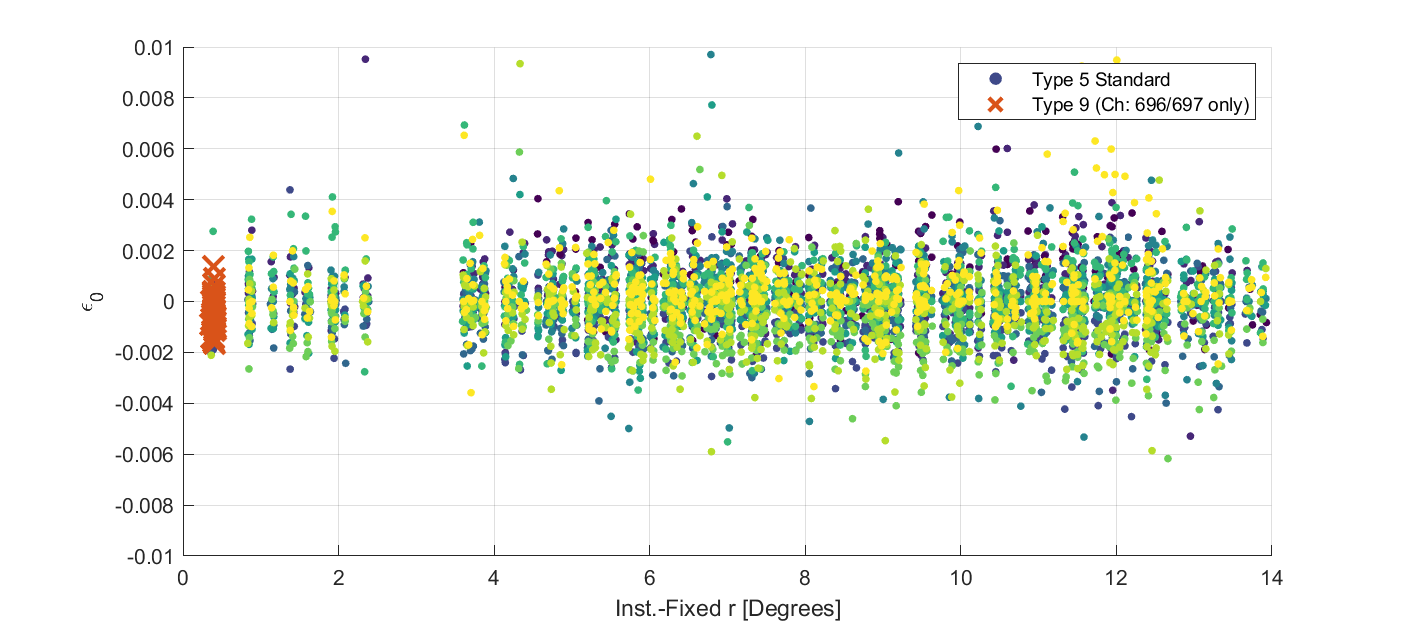 0.01
0.008
0.006
0.004
0.002
0
-0.002
-0.004
-0.006
-0.008
-0.01
ϵ0
0 2 4 6 8 10 12 14
Inst.-Fixed r [Degrees]
Type 5 Standard
Type 9 (Ch: 696/697 only)